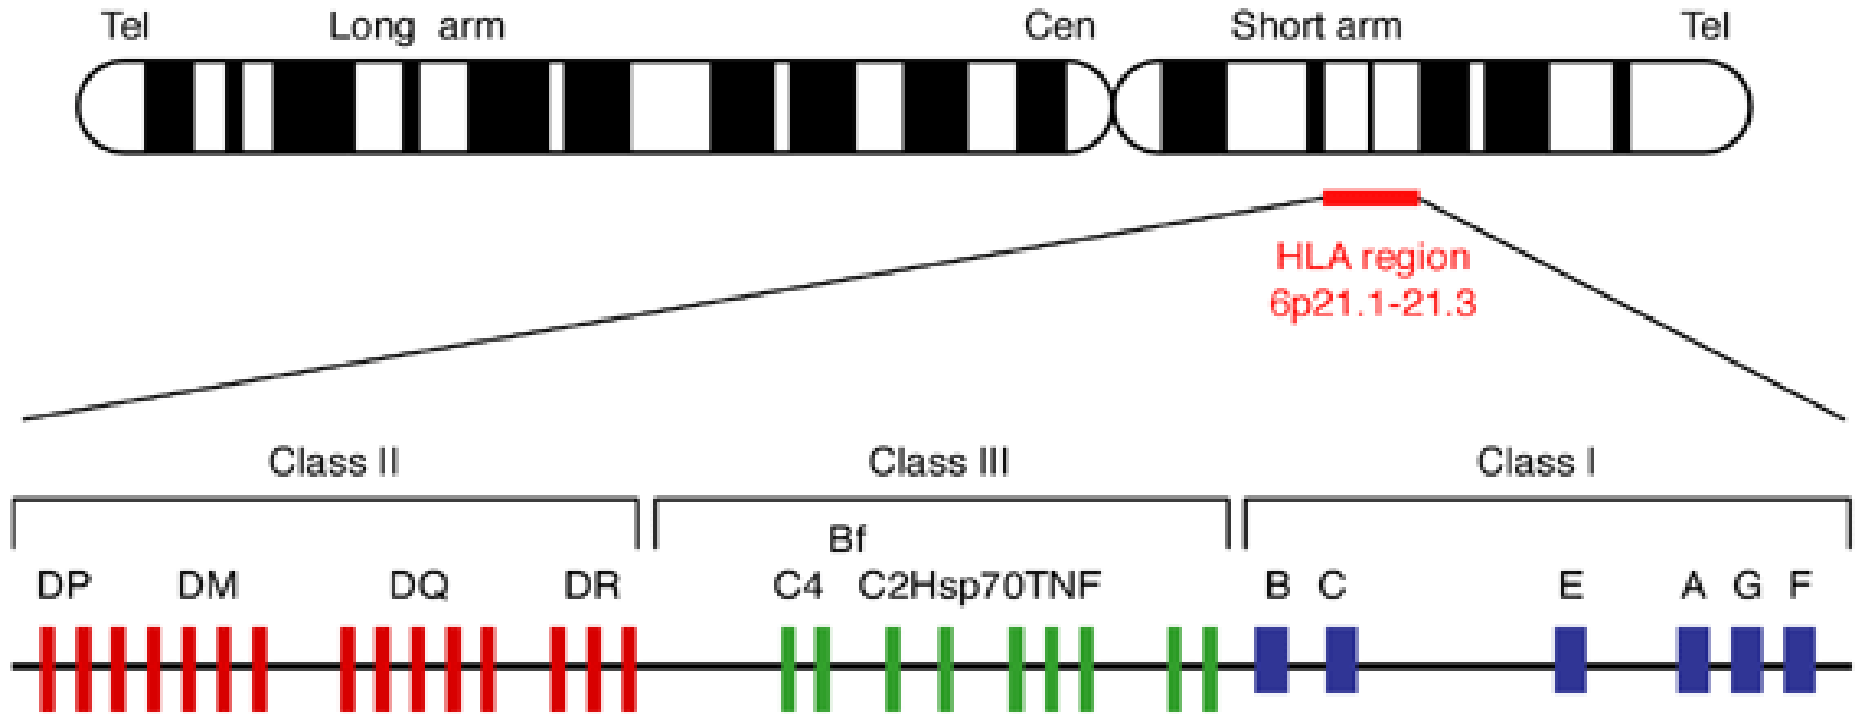 Tel Long arm Cen Short arm Tel
HLA region
6p21.1-21.3
Class II Class III Class I
Bf
DP DM DQ DR C4 C2Hsp70TNF B C E A G F